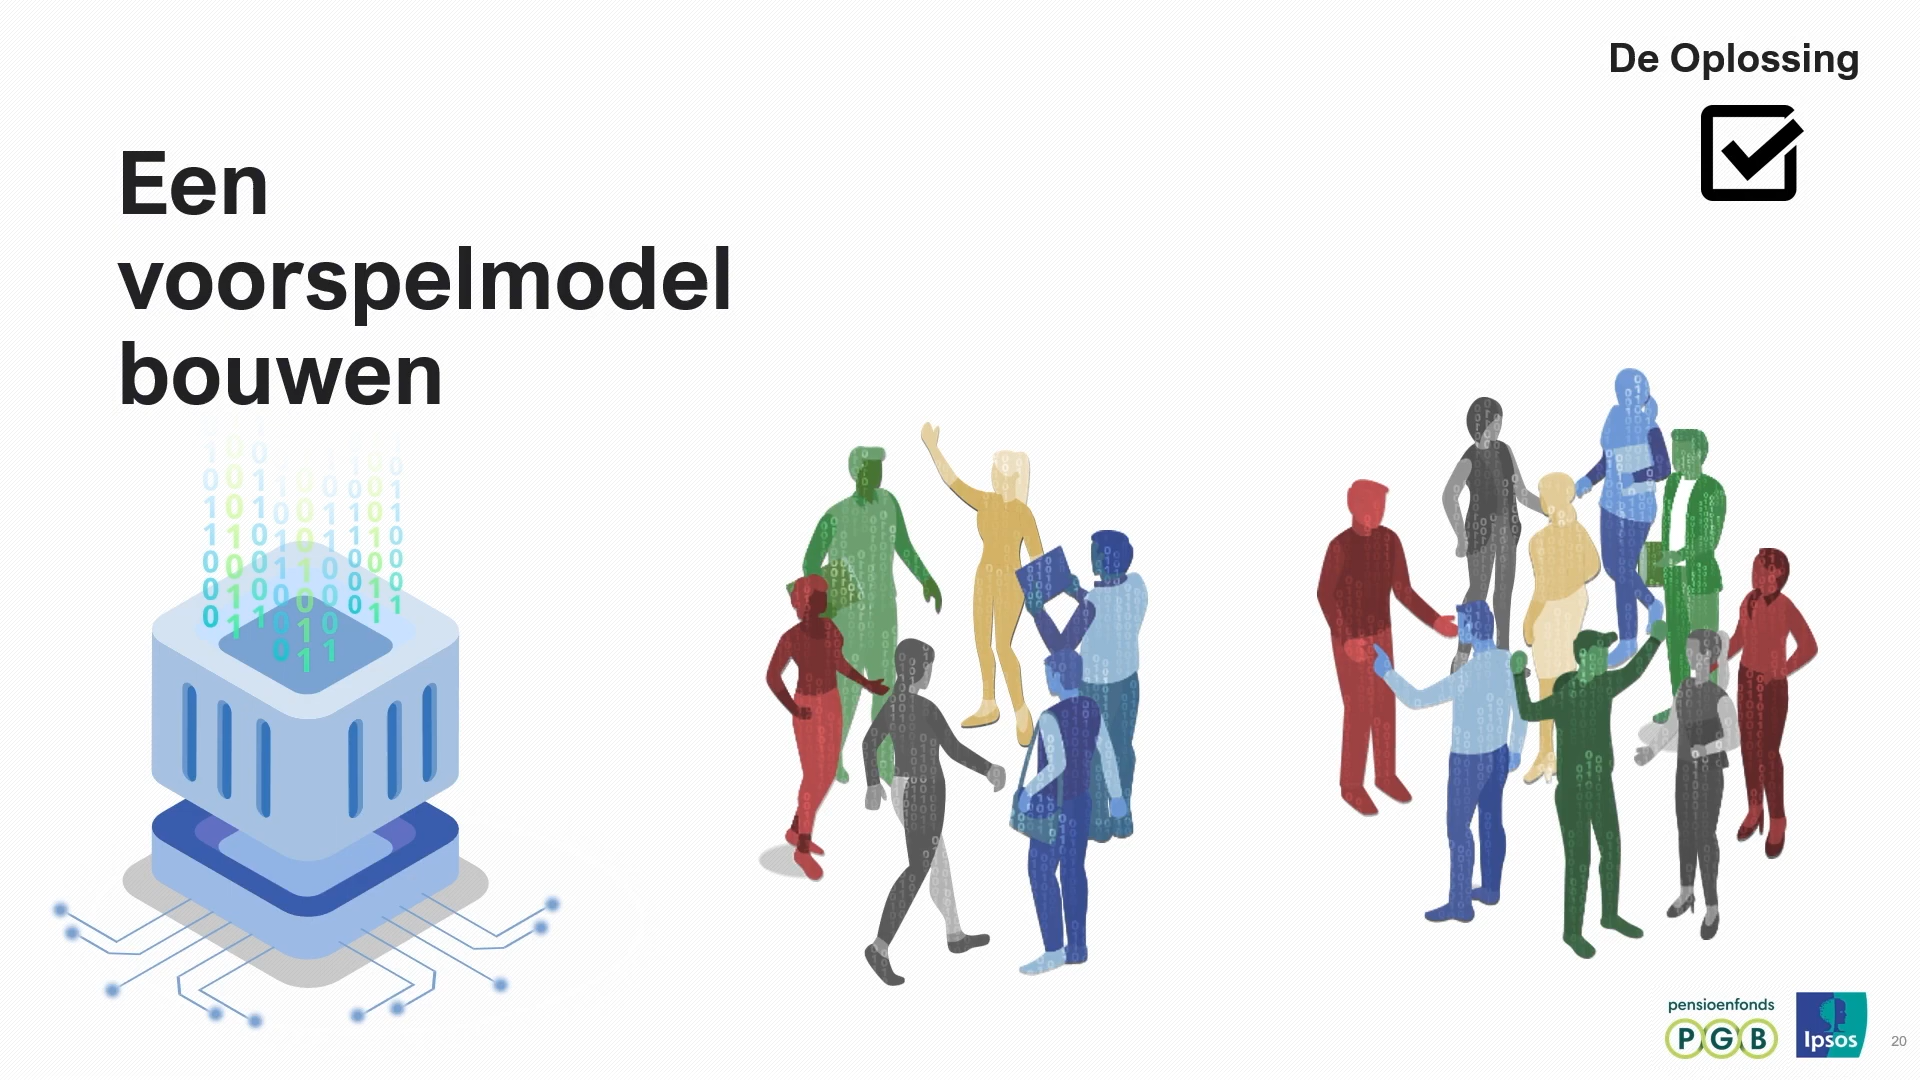 De Oplossing
Een
voorspelmodel
bouwen
pensioenfonds
PGB
Ipsos
20